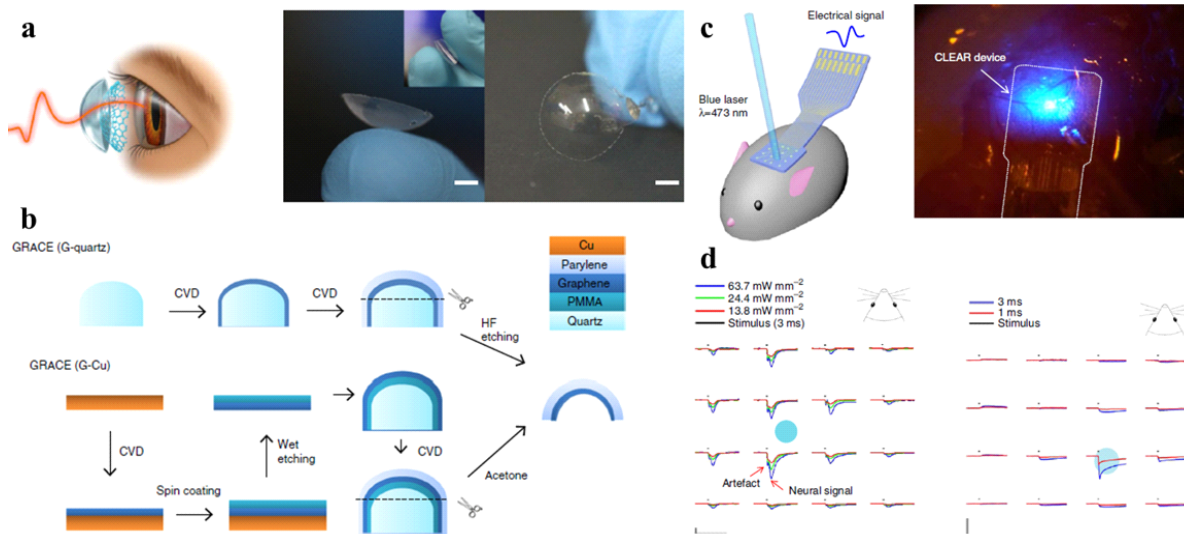 a
b
GRACE (G-quartz)
CVD
CVD
HF
etching
Cu
Parylene
Graphene
PMMA
Quartz
GRACE (G-Cu)
CVD
Spin coating
Wet
etching
CVD
Acetone
c
Electrical signal
Blue laser
λ=473 nm
CLEAR device
d
63.7 mW mm⁻²
24.4 mW mm⁻²
13.8 mW mm⁻²
Stimulus (3 ms)
Artefact
Neural signal
3 ms
1 ms
Stimulus